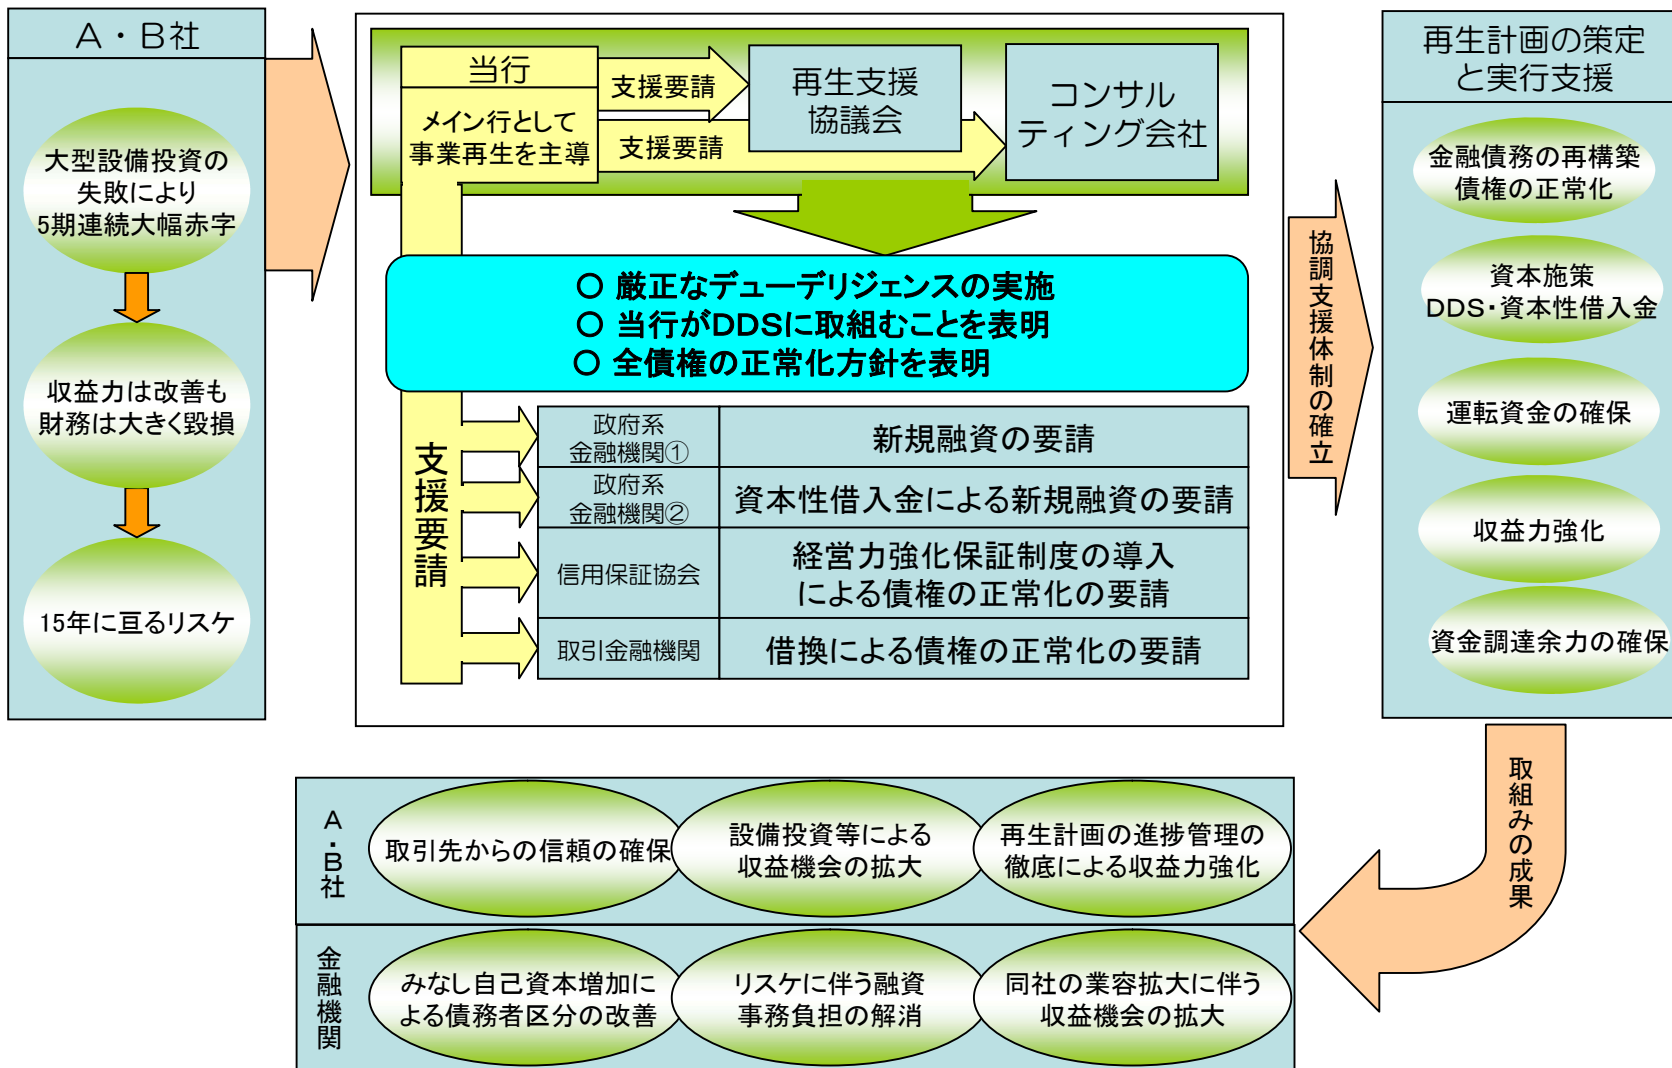 A・B社
大型設備投資の
失敗により
5期連続大幅赤字
収益力は改善も
財務は大きく毀損
15年に亘るリスケ
当行
メイン行として
事業再生を主導
支援要請
支援要請
再生支援
協議会
コンサル
ティング会社
○ 厳正なデューデリジェンスの実施
○ 当行がDDSに取組むことを表明
○ 全債権の正常化方針を表明
支援要請
政府系
金融機関①
新規融資の要請
政府系
金融機関②
資本性借入金による新規融資の要請
信用保証協会
経営力強化保証制度の導入
による債権の正常化の要請
取引金融機関
借換による債権の正常化の要請
協調支援体制の確立
再生計画の策定
と実行支援
金融債務の再構築
債権の正常化
資本施策
DDS・資本性借入金
運転資金の確保
収益力強化
資金調達余力の確保
取組みの成果
A・B社
取引先からの信頼の確保
設備投資等による
収益機会の拡大
再生計画の進捗管理の
徹底による収益力強化
金融機関
みなし自己資本増加に
よる債務者区分の改善
リスケに伴う融資
事務負担の解消
同社の業容拡大に伴う
収益機会の拡大